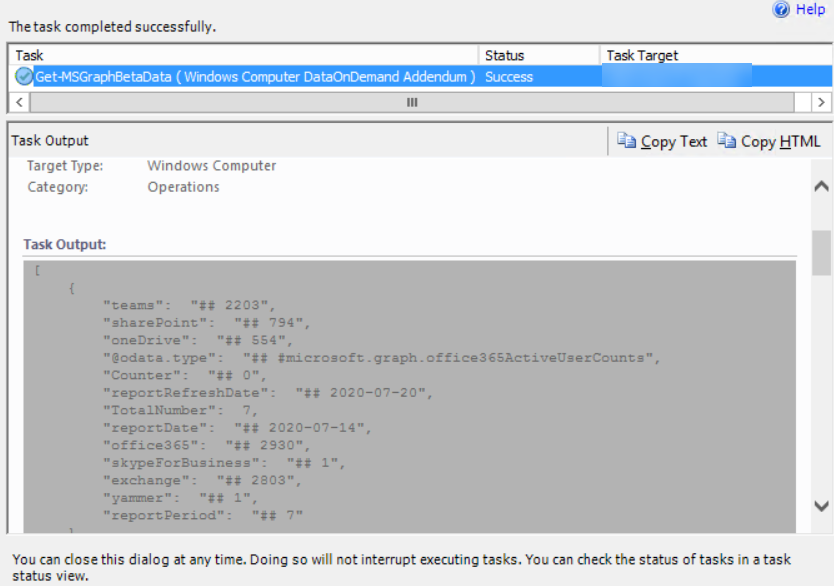 Help
The task completed successfully.
Task Status Task Target
Get-MSGraphBetaData ( Windows Computer DataOnDemand Addendum ) Success
Task Output Copy Text Copy HTML
Target Type: Windows Computer
Category: Operations
Task Output:
[
{
"teams": "## 2203",
"sharePoint": "## 794",
"oneDrive": "## 554",
"@odata.type": "## #microsoft.graph.office365ActiveUserCounts",
"Counter": "## 0",
"reportRefreshDate": "## 2020-07-20",
"TotalNumber": 7,
"reportDate": "## 2020-07-14",
"office365": "## 2930",
"skypeForBusiness": "## 1",
"exchange": "## 2803",
"yammer": "## 1",
"reportPeriod": "## 7"
}
You can close this dialog at any time. Doing so will not interrupt executing tasks. You can check the status of tasks in a task
status view.